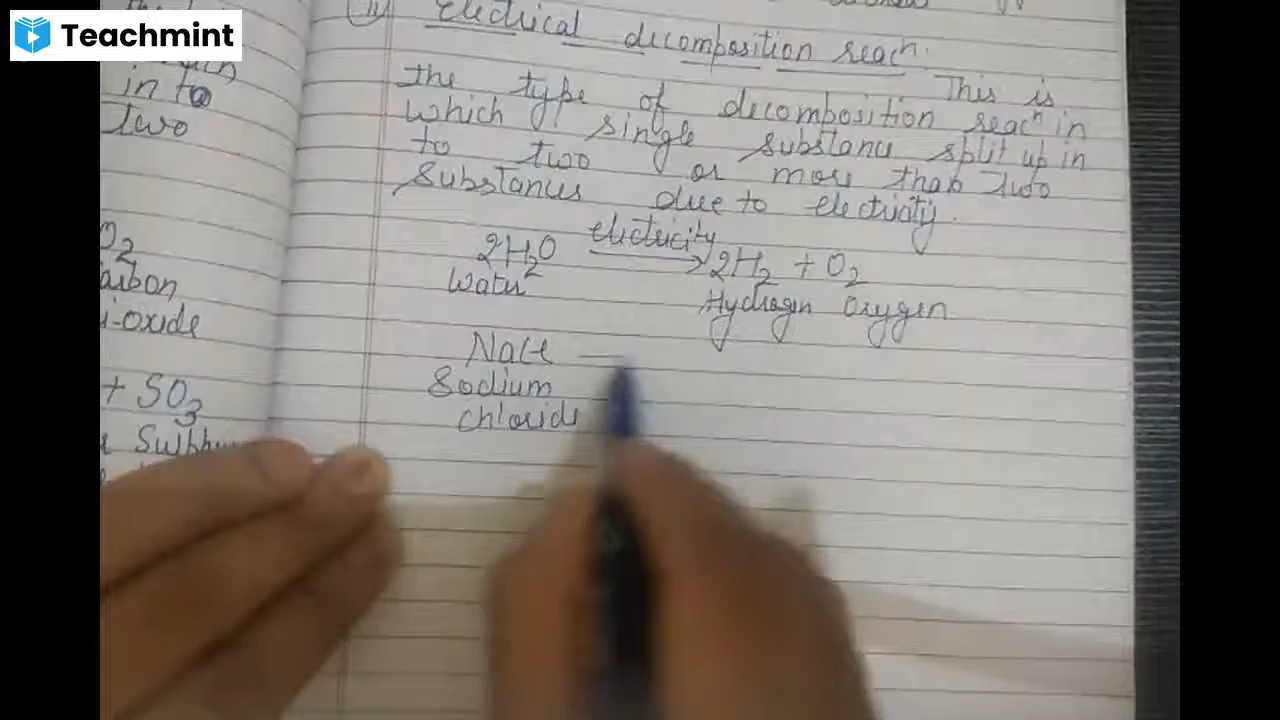 Teachmint
(ii) Electrical decomposition reacⁿ.
This is
the type of decomposition reacⁿ in
which single substance split up in
to two or more than two
substances due to electricity.
2H₂O electricity → 2H₂ + O₂
Water Hydrogen Oxygen
NaCl —
Sodium
chloride
in to
two
O₂
arbon
i-oxide
+ SO₃
Sulphu